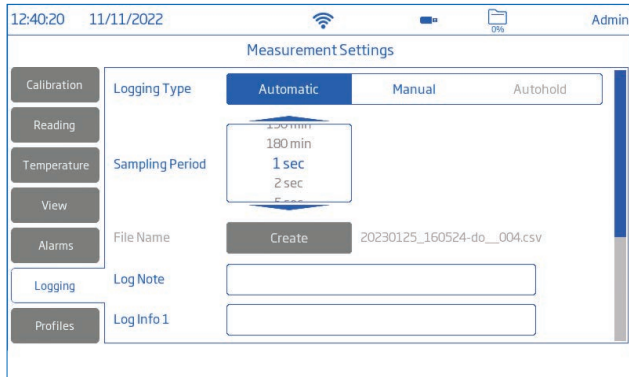 12:40:20 11/11/2022 0% Admin
Measurement Settings
Calibration
Logging Type Automatic Manual Autohold
Reading
180 min
Temperature Sampling Period 1 sec
2 sec
View
Alarms File Name Create 20230125_160524-do__004.csv
Logging Log Note
Profiles Log Info 1